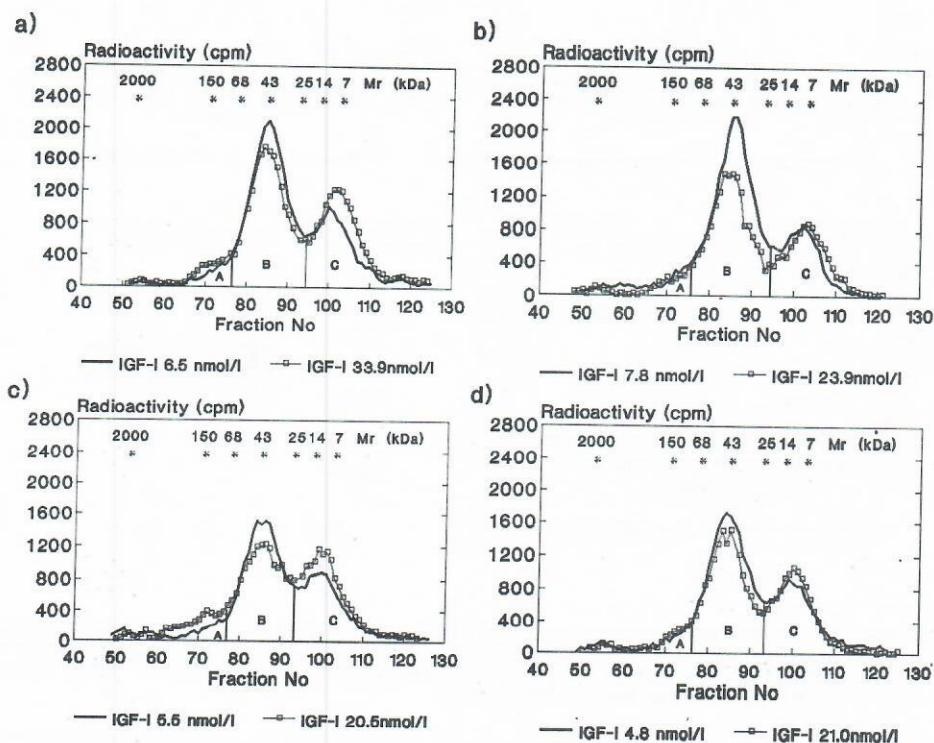 a)
Radioactivity (cpm)
2800
2400
2000
1600
1200
800
400
0
2000 150 68 43 25 14 7 Mr (kDa)
* * * * * * *
A B C
40 50 60 70 80 90 100 110 120 130
Fraction No
IGF-I 6.5 nmol/l IGF-I 33.9nmol/l
b)
Radioactivity (cpm)
2800
2400
2000
1600
1200
800
400
0
2000 150 68 43 25 14 7 Mr (kDa)
* * * * * * *
A B C
40 50 60 70 80 90 100 110 120 130
Fraction No
IGF-I 7.8 nmol/l IGF-I 23.9nmol/l
c)
Radioactivity (cpm)
2800
2400
2000
1600
1200
800
400
0
2000 150 68 43 25 14 7 Mr (kDa)
* * * * * * *
A B C
40 50 60 70 80 90 100 110 120 130
Fraction No
IGF-I 5.5 nmol/l IGF-I 20.5nmol/l
d)
Radioactivity (cpm)
2800
2400
2000
1600
1200
800
400
0
2000 150 68 43 25 14 7 Mr (kDa)
* * * * * * *
A B C
40 50 60 70 80 90 100 110 120 130
Fraction No
IGF-I 4.8 nmol/l IGF-I 21.0nmol/l